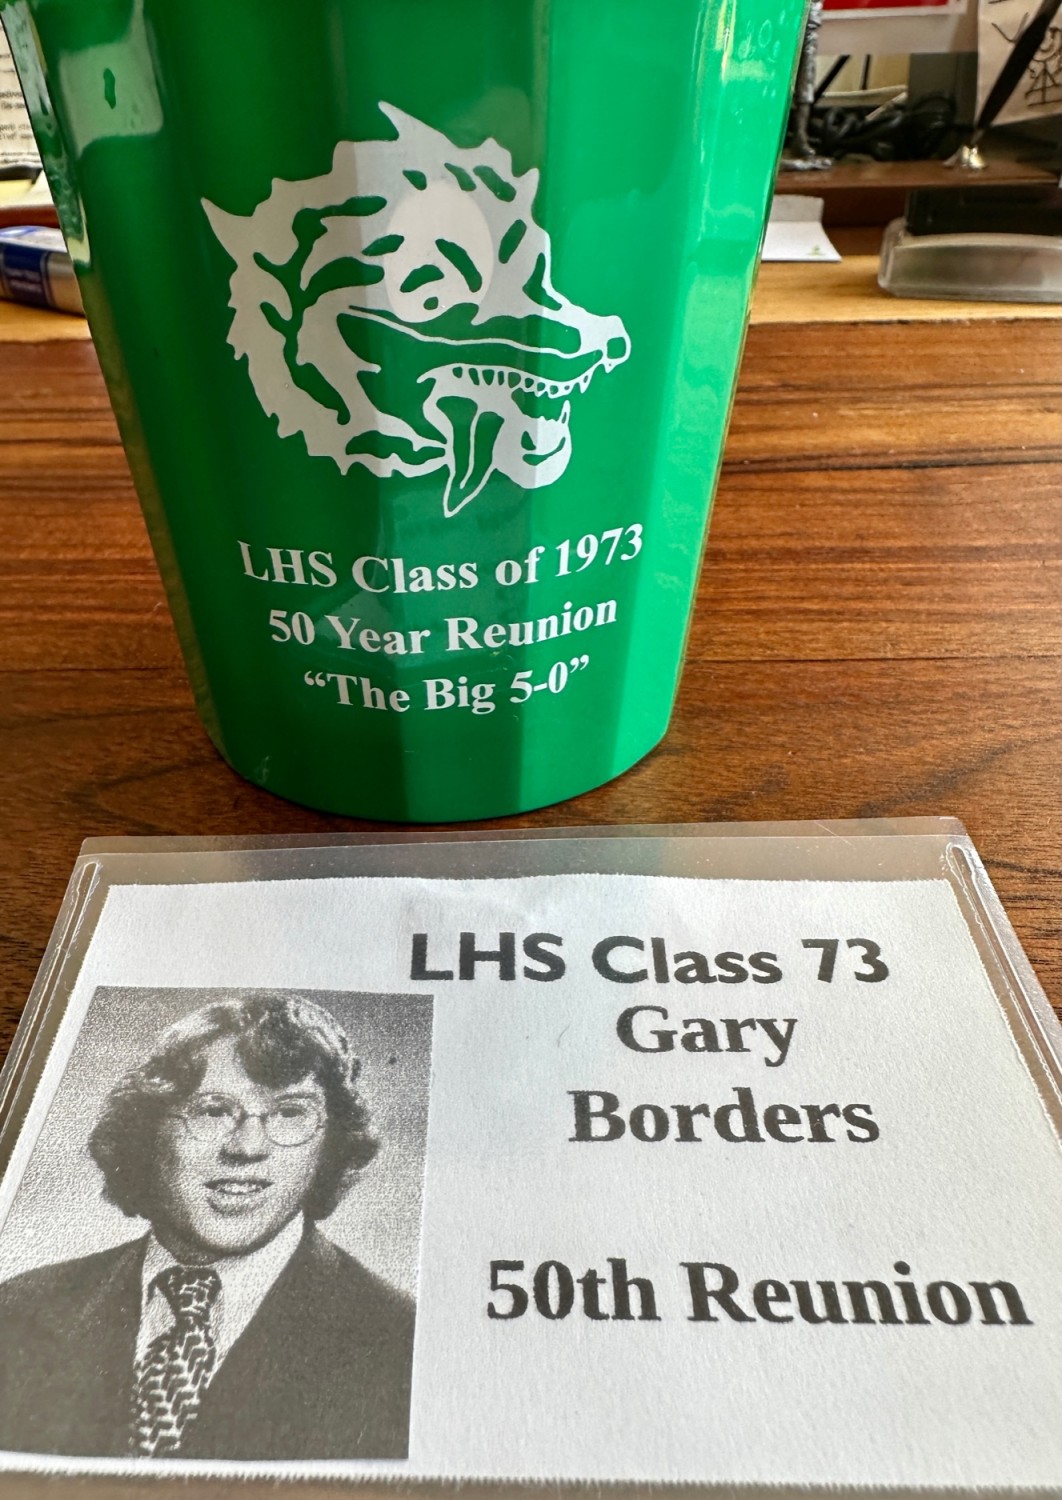 LHS Class of 1973
50 Year Reunion
“The Big 5-0”
LHS Class 73
Gary
Borders
50th Reunion